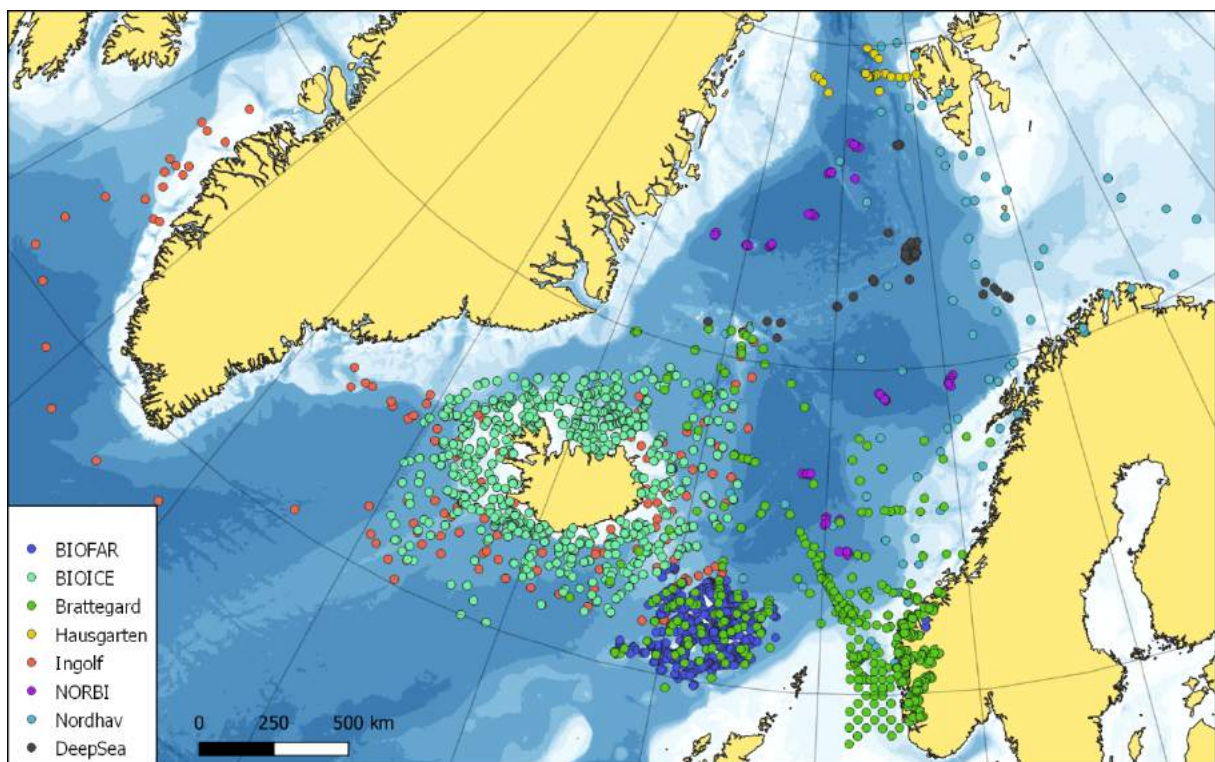 BIOFAR
BIOICE
Brattegard
Hausgarten
Ingolf
NORBI
Nordhav
DeepSea
0 250 500 km